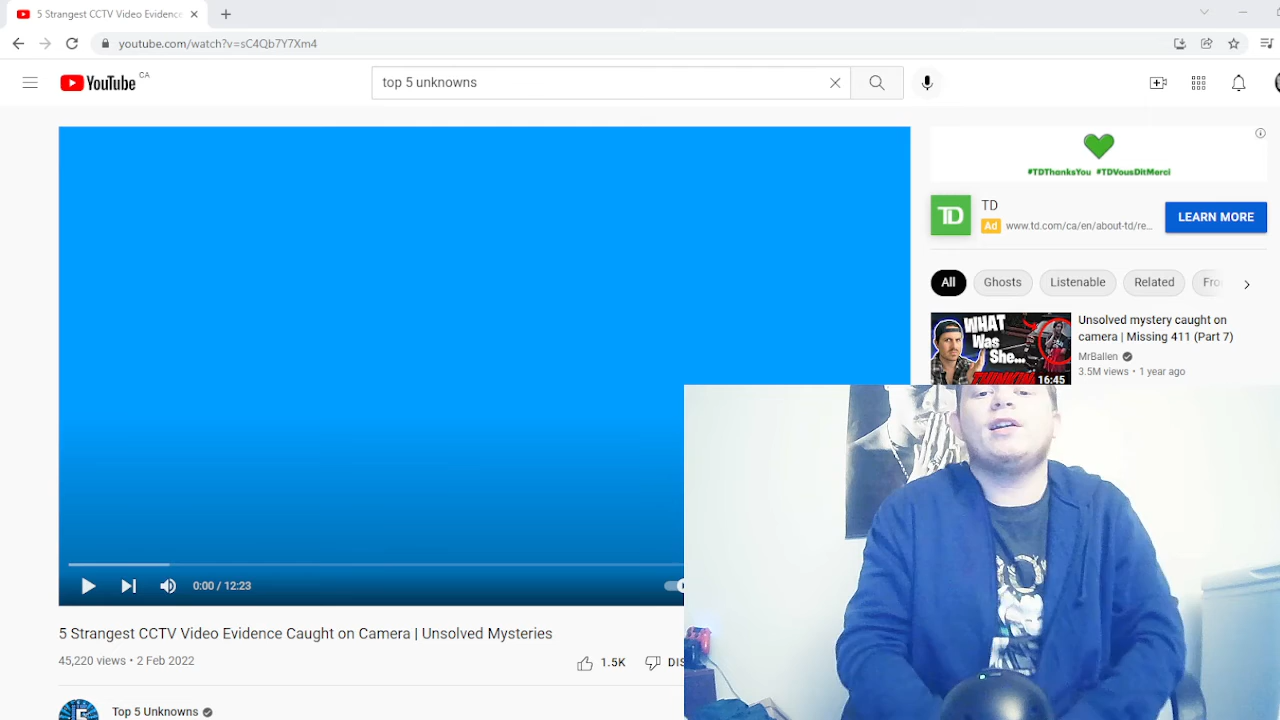 5 Strangest CCTV Video Evidence
youtube.com/watch?v=sC4Qb7Y7Xm4
YouTube CA
top 5 unknowns
#TDThanksYou #TDVousDitMerci
TD
TD
Ad www.td.com/ca/en/about-td/re...
LEARN MORE
All Ghosts Listenable Related Fro
WHAT
Was
She...
16:45
Unsolved mystery caught on
camera | Missing 411 (Part 7)
MrBallen
3.5M views • 1 year ago
0:00 / 12:23
5 Strangest CCTV Video Evidence Caught on Camera | Unsolved Mysteries
45,220 views • 2 Feb 2022
1.5K DIS
Top 5 Unknowns